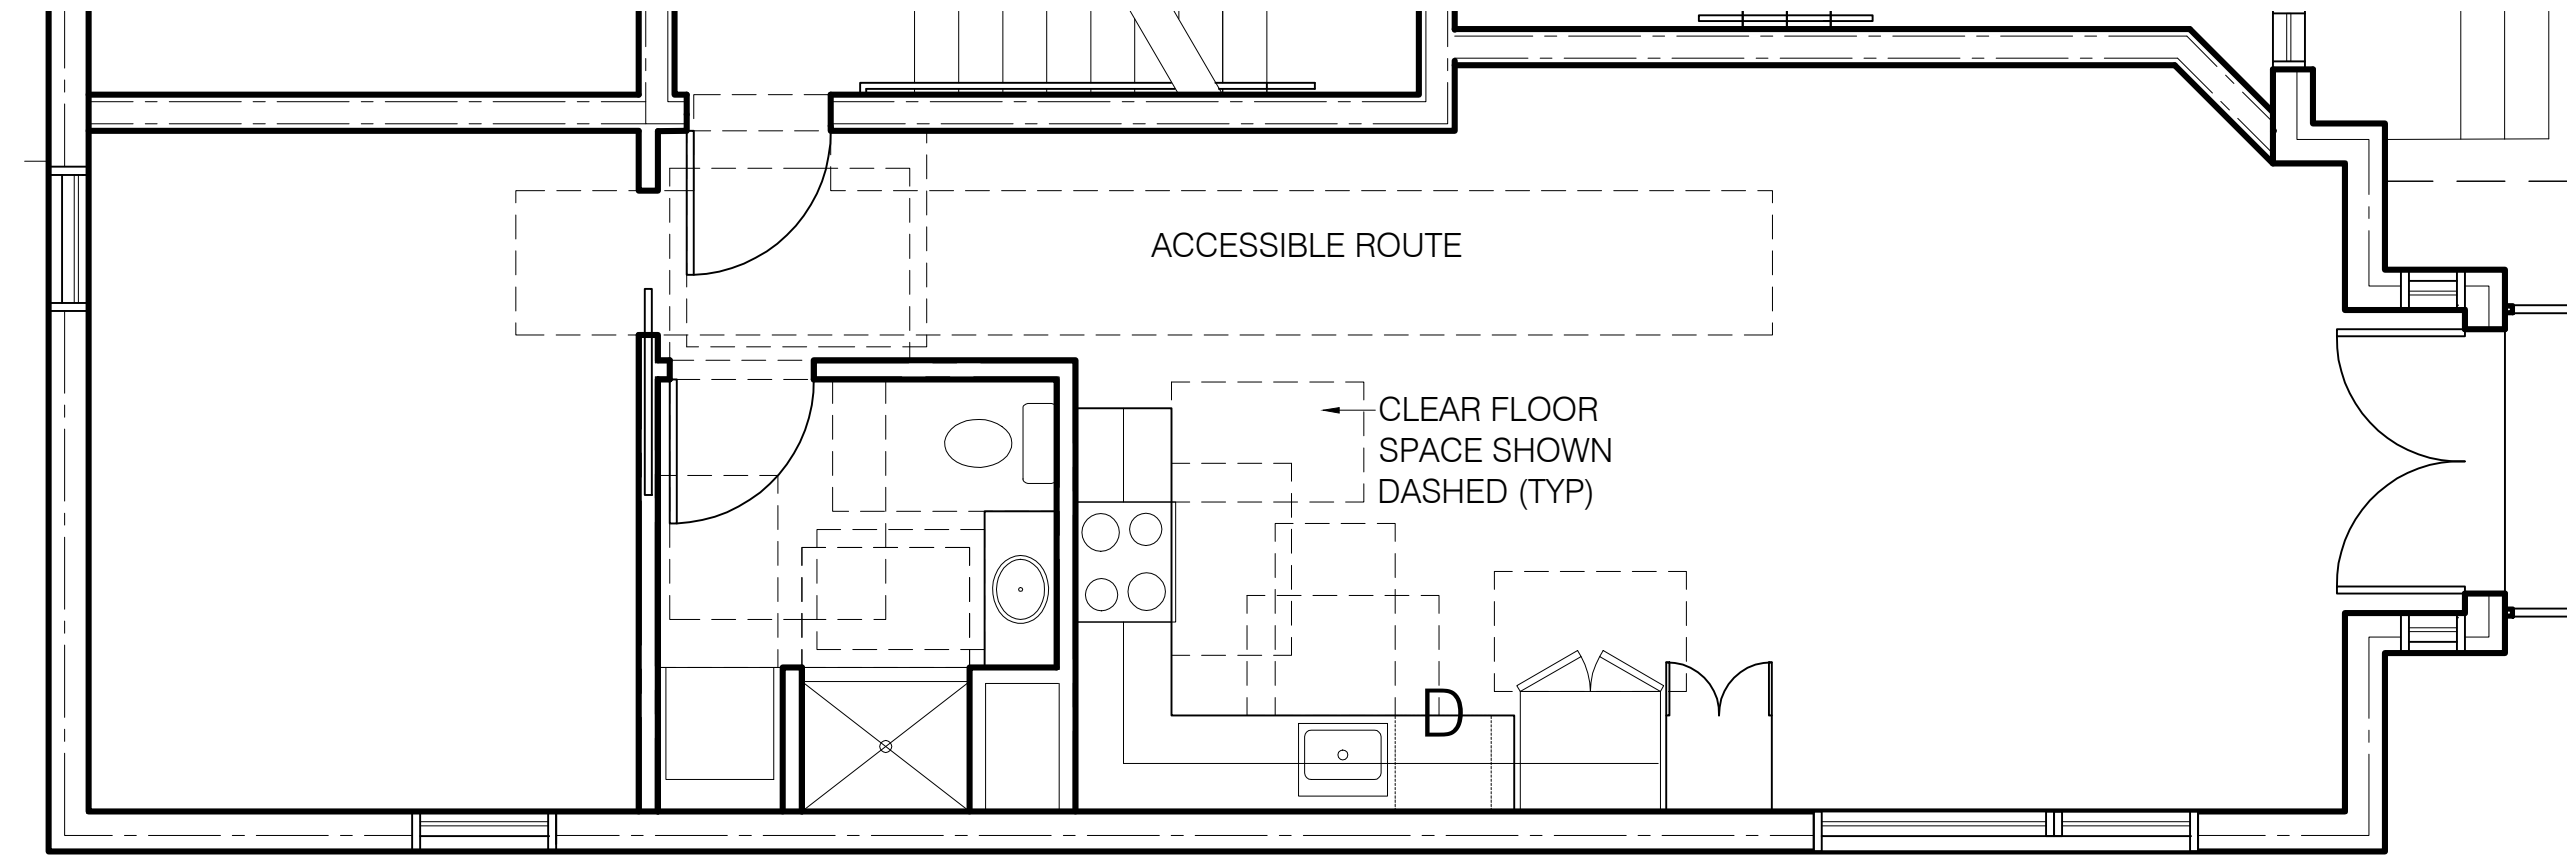 ACCESSIBLE ROUTE
CLEAR FLOOR
SPACE SHOWN
DASHED (TYP)
D